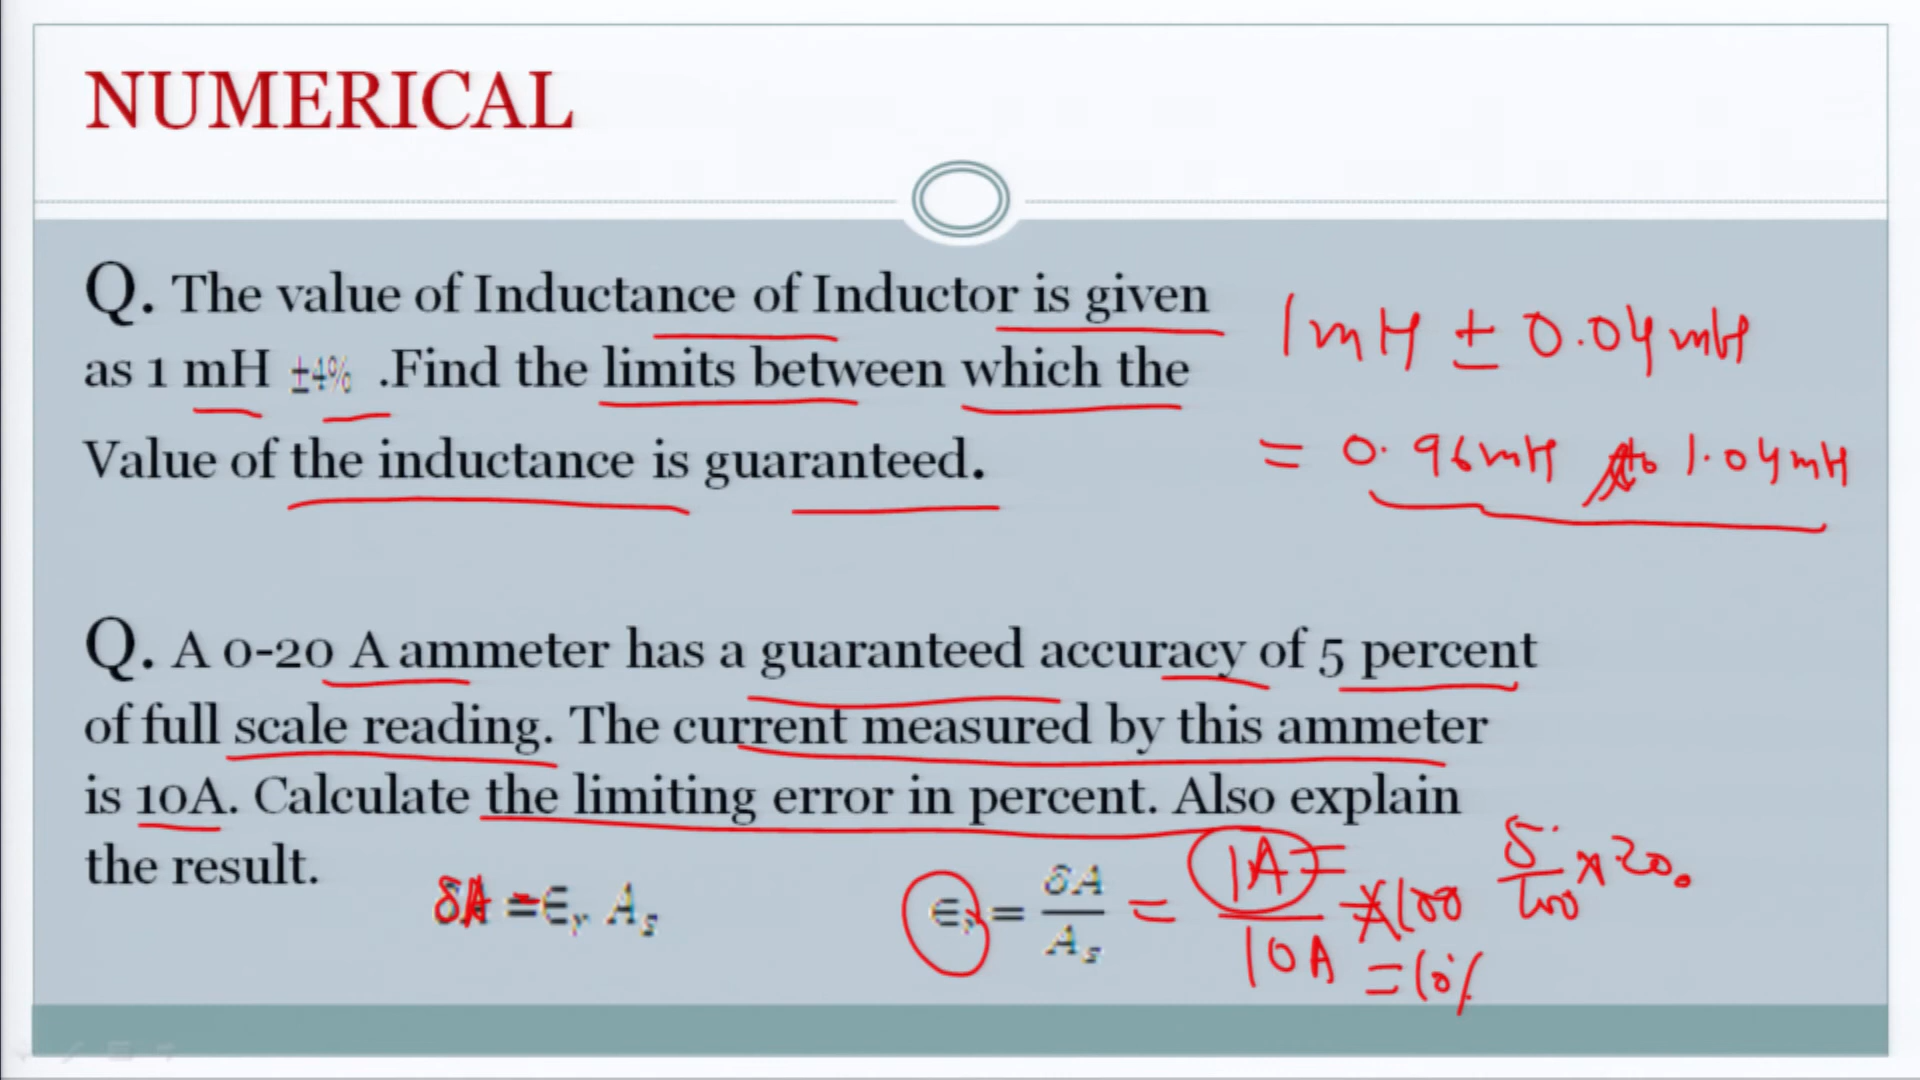 NUMERICAL
Q. The value of Inductance of Inductor is given
as 1 mH ±4% .Find the limits between which the
Value of the inductance is guaranteed.
1mH ± 0.04mH
= 0.96mH to 1.04mH
Q. A 0-20 A ammeter has a guaranteed accuracy of 5 percent
of full scale reading. The current measured by this ammeter
is 10A. Calculate the limiting error in percent. Also explain
the result.
δA = ∈r As
∈r = δA / As = 1A / 10A × 100
= 10%
1A = 5/100 × 20.